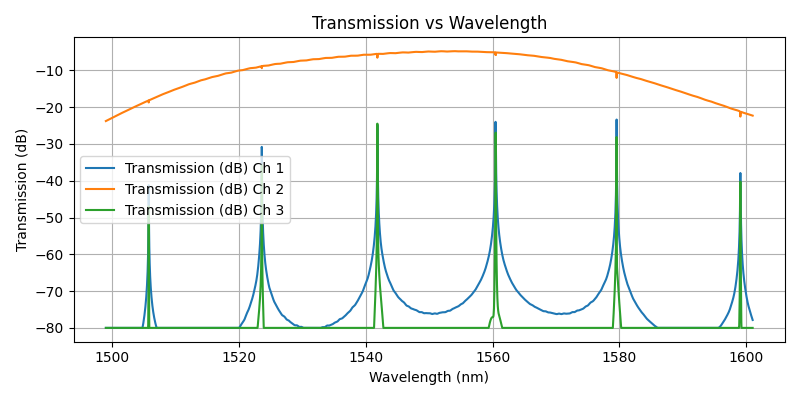 Transmission vs Wavelength
Transmission (dB)
−10
−20
−30
−40
−50
−60
−70
−80
Transmission (dB) Ch 1
Transmission (dB) Ch 2
Transmission (dB) Ch 3
1500 1520 1540 1560 1580 1600
Wavelength (nm)